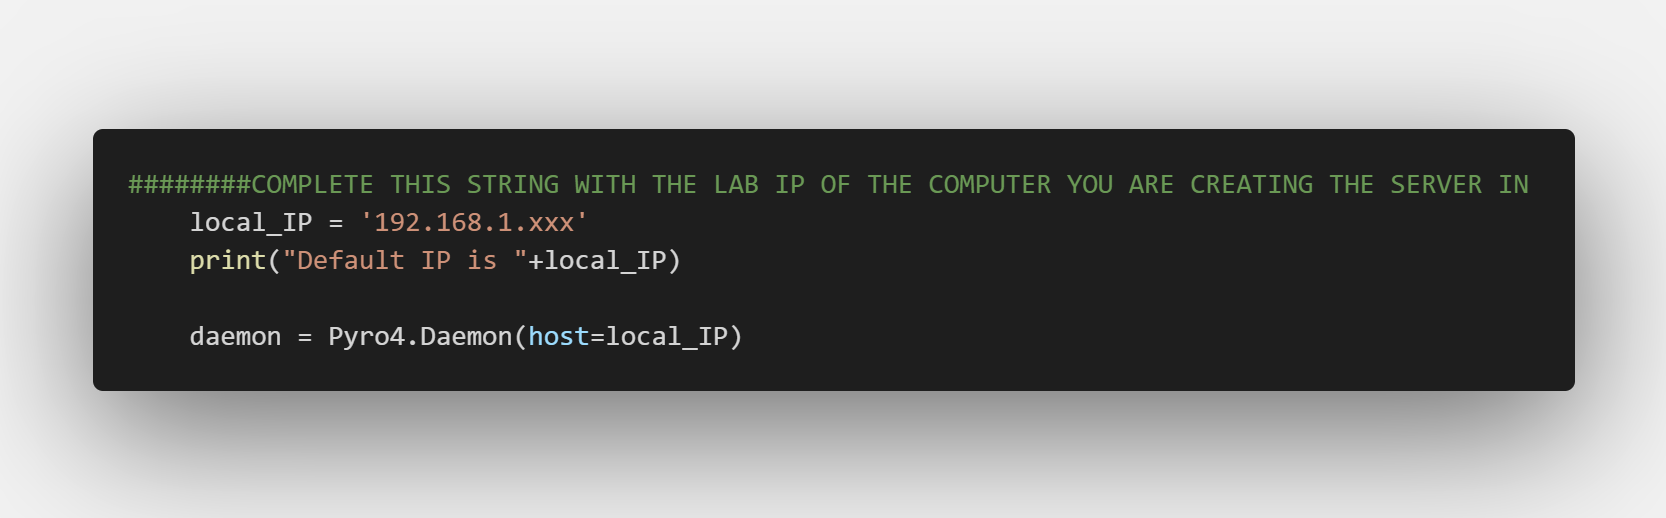 ########COMPLETE THIS STRING WITH THE LAB IP OF THE COMPUTER YOU ARE CREATING THE SERVER IN
    local_IP = '192.168.1.xxx'
    print("Default IP is "+local_IP)

    daemon = Pyro4.Daemon(host=local_IP)